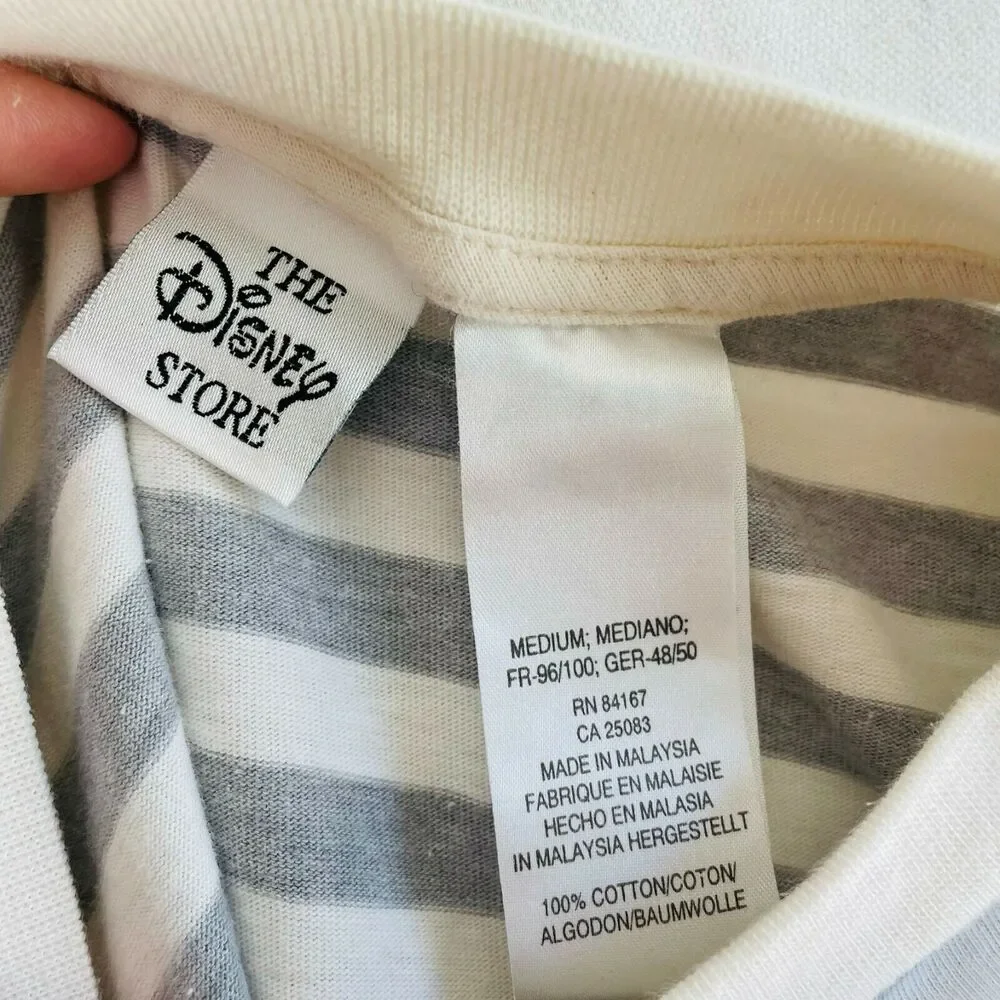 THE
Disney
STORE
MEDIUM; MEDIANO;
FR-96/100; GER-48/50
RN 84167
CA 25083
MADE IN MALAYSIA
FABRIQUE EN MALAISIE
HECHO EN MALASIA
IN MALAYSIA HERGESTELLT
100% COTTON/COTON/
ALGODON/BAUMWOLLE